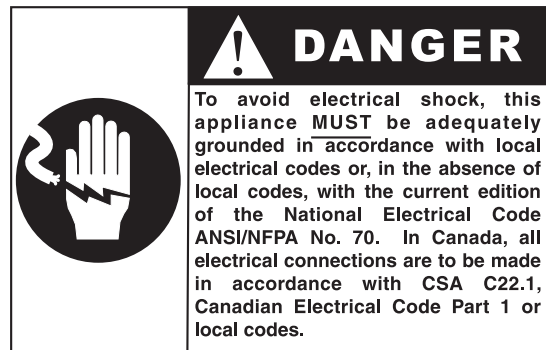 DANGER
To avoid electrical shock, this
appliance MUST be adequately
grounded in accordance with local
electrical codes or, in the absence of
local codes, with the current edition
of the National Electrical Code
ANSI/NFPA No. 70. In Canada, all
electrical connections are to be made
in accordance with CSA C22.1,
Canadian Electrical Code Part 1 or
local codes.